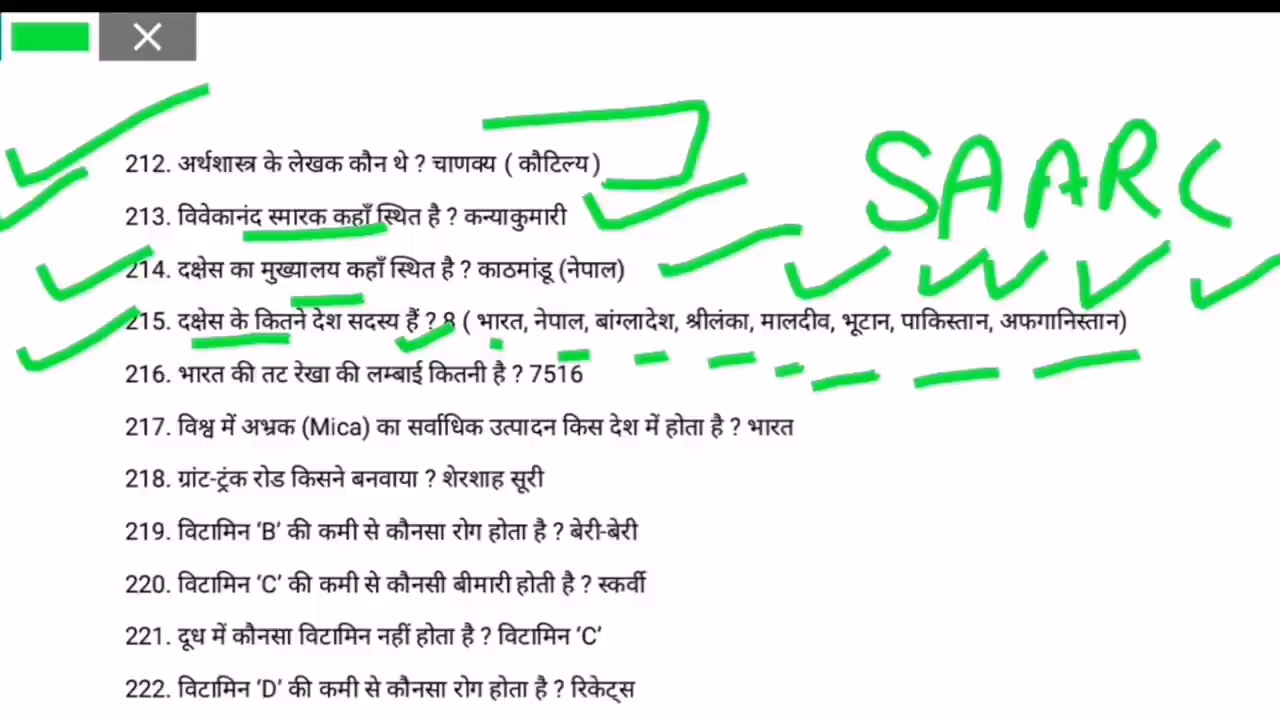 SAARC
212. अर्थशास्त्र के लेखक कौन थे ? चाणक्य ( कौटिल्य )
213. विवेकानंद स्मारक कहाँ स्थित है ? कन्याकुमारी
214. दक्षेस का मुख्यालय कहाँ स्थित है ? काठमांडू (नेपाल)
215. दक्षेस के कितने देश सदस्य हैं ? 8 ( भारत, नेपाल, बांग्लादेश, श्रीलंका, मालदीव, भूटान, पाकिस्तान, अफगानिस्तान)
216. भारत की तट रेखा की लम्बाई कितनी है ? 7516
217. विश्व में अभ्रक (Mica) का सर्वाधिक उत्पादन किस देश में होता है ? भारत
218. ग्रांट-ट्रंक रोड किसने बनवाया ? शेरशाह सूरी
219. विटामिन ‘B’ की कमी से कौनसा रोग होता है ? बेरी-बेरी
220. विटामिन ‘C’ की कमी से कौनसी बीमारी होती है ? स्कर्वी
221. दूध में कौनसा विटामिन नहीं होता है ? विटामिन ‘C’
222. विटामिन ‘D’ की कमी से कौनसा रोग होता है ? रिकेट्स